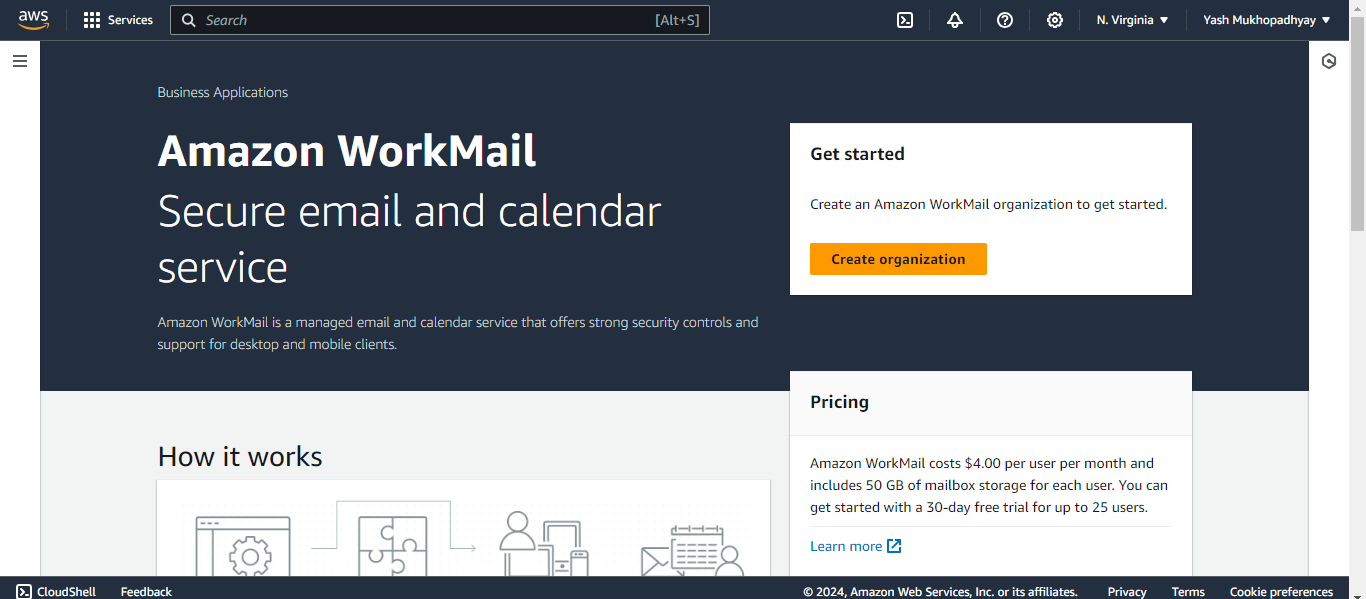 aws
Services
Search
[Alt+S]
N. Virginia
Yash Mukhopadhyay
Business Applications
Amazon WorkMail
Secure email and calendar
service
Amazon WorkMail is a managed email and calendar service that offers strong security controls and
support for desktop and mobile clients.
Get started
Create an Amazon WorkMail organization to get started.
Create organization
Pricing
Amazon WorkMail costs $4.00 per user per month and
includes 50 GB of mailbox storage for each user. You can
get started with a 30-day free trial for up to 25 users.
Learn more
How it works
CloudShell
Feedback
© 2024, Amazon Web Services, Inc. or its affiliates.
Privacy
Terms
Cookie preferences